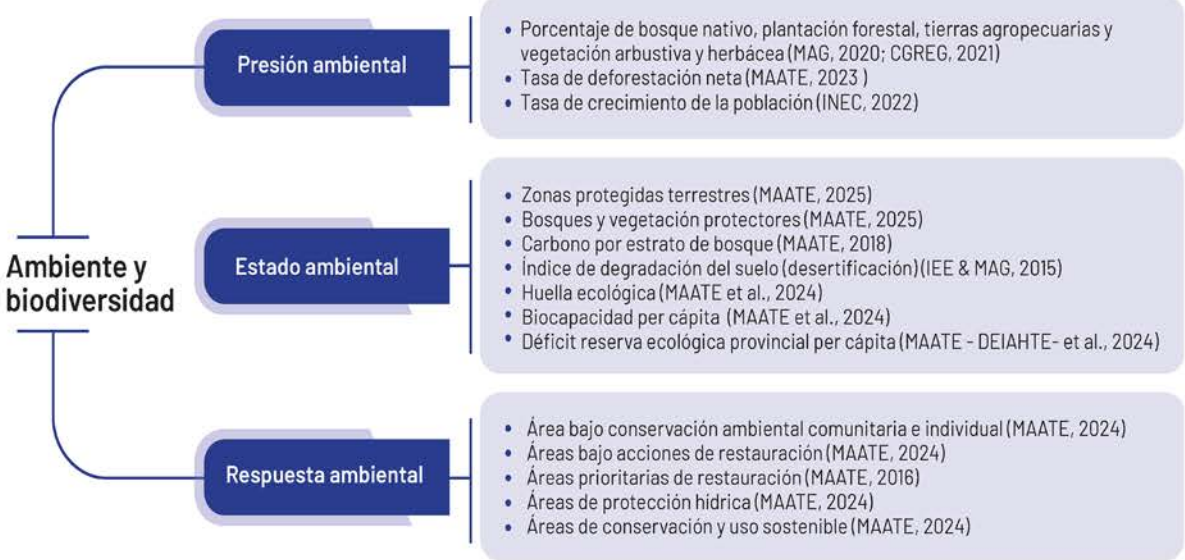 Ambiente y
biodiversidad
Presión ambiental
• Porcentaje de bosque nativo, plantación forestal, tierras agropecuarias y
vegetación arbustiva y herbácea (MAG, 2020; CGREG, 2021)
• Tasa de deforestación neta (MAATE, 2023 )
• Tasa de crecimiento de la población (INEC, 2022)
Estado ambiental
• Zonas protegidas terrestres (MAATE, 2025)
• Bosques y vegetación protectores (MAATE, 2025)
• Carbono por estrato de bosque (MAATE, 2018)
• Índice de degradación del suelo (desertificación) (IEE & MAG, 2015)
• Huella ecológica (MAATE et al., 2024)
• Biocapacidad per cápita (MAATE et al., 2024)
• Déficit reserva ecológica provincial per cápita (MAATE - DEIAHTE- et al., 2024)
Respuesta ambiental
• Área bajo conservación ambiental comunitaria e individual (MAATE, 2024)
• Áreas bajo acciones de restauración (MAATE, 2024)
• Áreas prioritarias de restauración (MAATE, 2016)
• Áreas de protección hídrica (MAATE, 2024)
• Áreas de conservación y uso sostenible (MAATE, 2024)